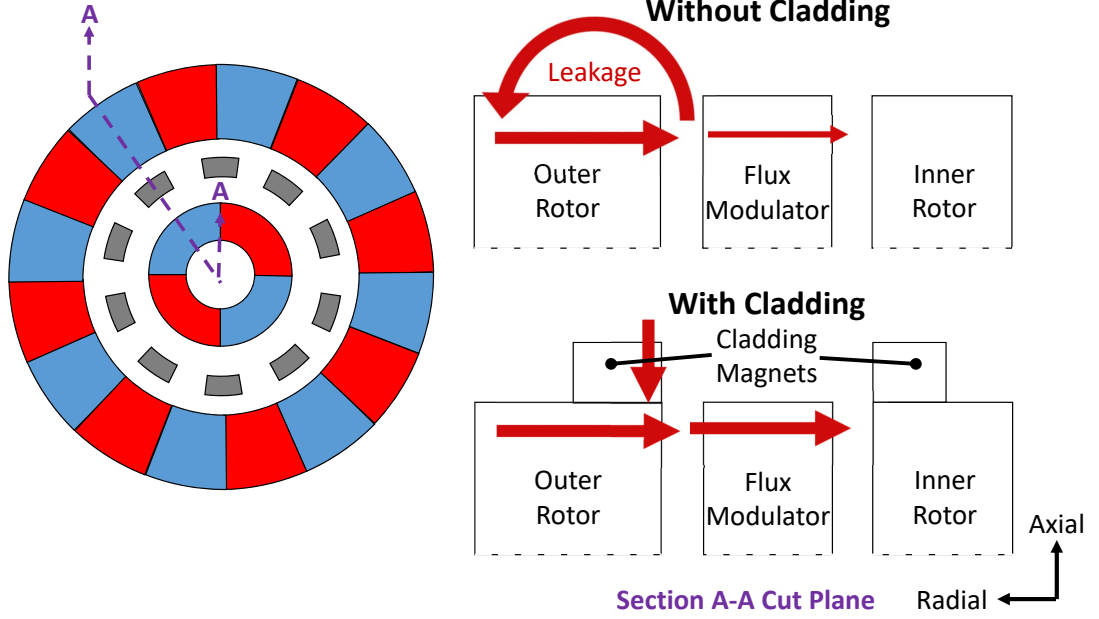 A
A
Without Cladding
Leakage
Outer
Rotor
Flux
Modulator
Inner
Rotor
With Cladding
Cladding
Magnets
Outer
Rotor
Flux
Modulator
Inner
Rotor
Axial
Section A-A Cut Plane
Radial